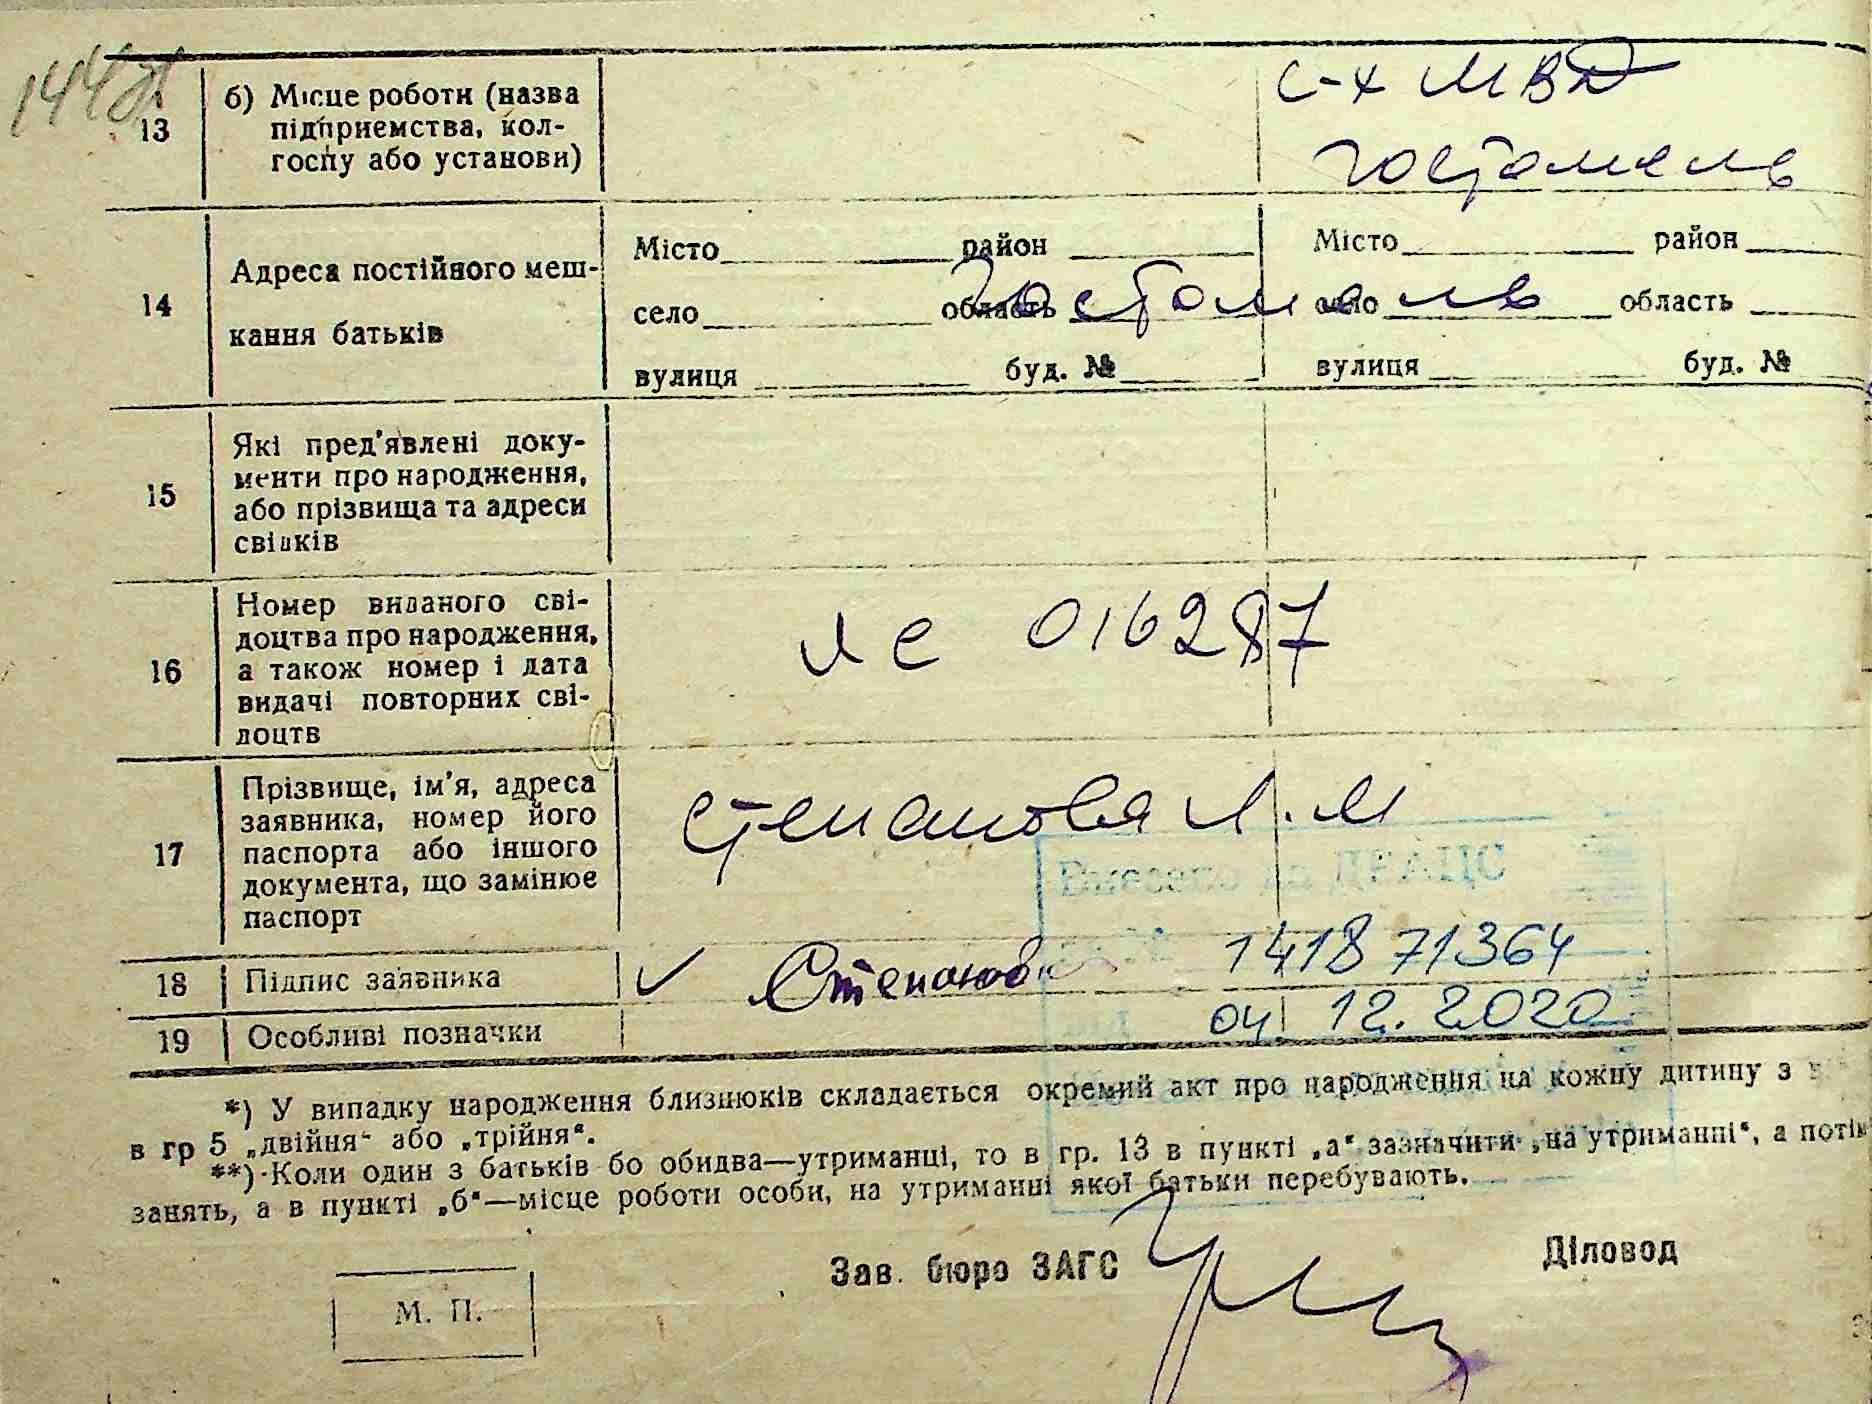 13 б) Місце роботи (назва
підприємства, кол-
госпу або установи)
с-х МВД
Гостомель
14 Адреса постійного меш-
кання батьків
Місто район
село область
вулиця буд. №
Гостомель
Місто район
село область
вулиця буд. №
15 Які пред'явлені доку-
менти про народження,
або прізвища та адреси
свідків
16 Номер виданого сві-
доцтва про народження,
а також номер і дата
видачі повторних сві-
доцтв
016287
17 Прізвище, ім'я, адреса
заявника, номер його
паспорта або іншого
документа, що замінює
паспорт
Степанова Л. М
Внесено до ДРАЦС
141871364
04 12. 2020
18 Підпис заявника
Степанов
19 Особливі позначки
*) У випадку народження близнюків складається окремий акт про народження на кожну дитину з
в гр 5 „двійня“ або „трійня“.
**) Коли один з батьків бо обидва—утриманці, то в гр. 13 в пункті „а“ зазначити „на утриманні“, а потім
занять, а в пункті „б“—місце роботи особи, на утриманні якої батьки перебувають.
Зав. бюро ЗАГС
Діловод
М. П.